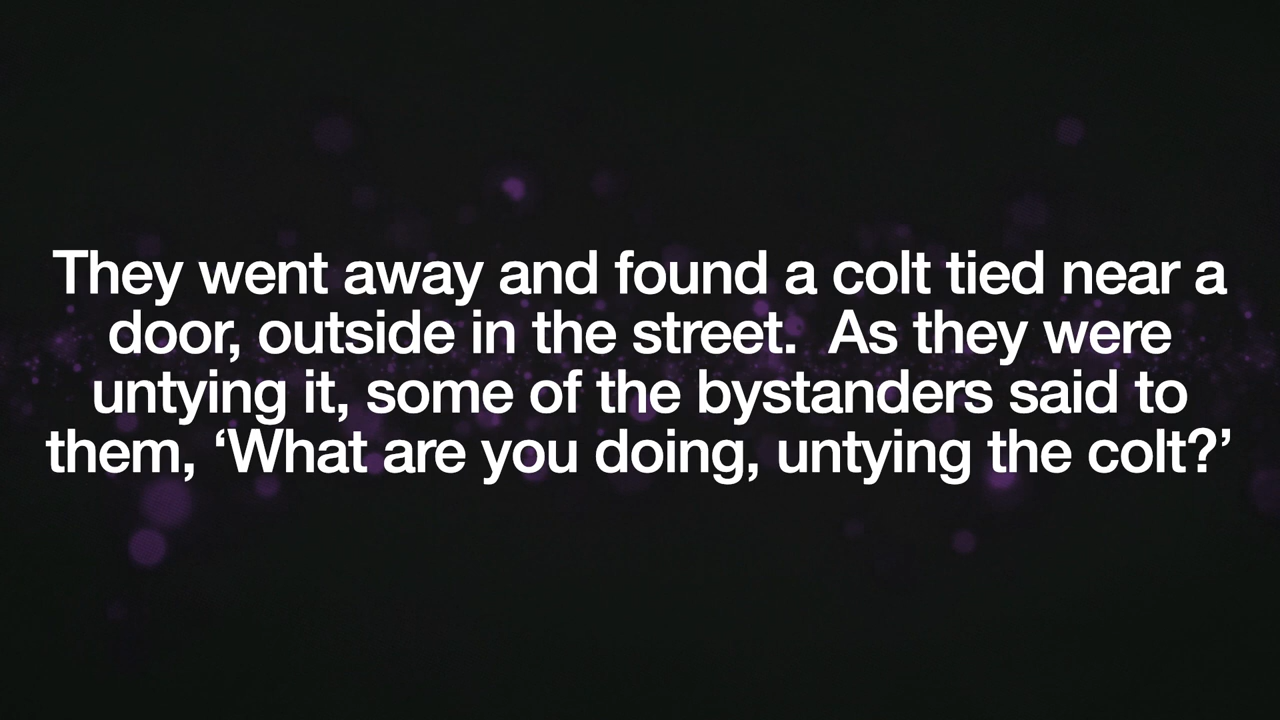 They went away and found a colt tied near a
door, outside in the street.  As they were
untying it, some of the bystanders said to
them, ‘What are you doing, untying the colt?’